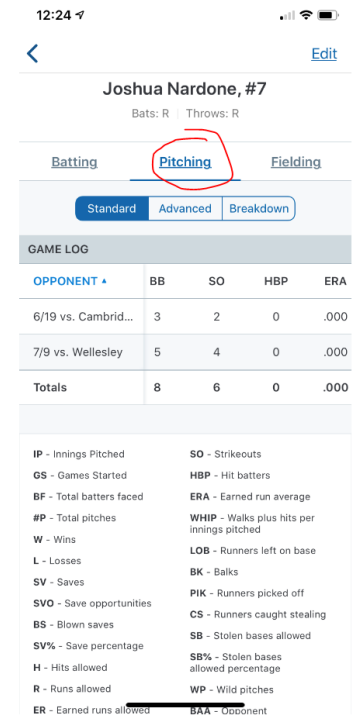 12:24
Edit
Joshua Nardone, #7
Bats: R | Throws: R
Batting Pitching Fielding
Standard Advanced Breakdown
GAME LOG
OPPONENT ▲ BB SO HBP ERA
6/19 vs. Cambrid... 3 2 0 .000
7/9 vs. Wellesley 5 4 0 .000
Totals 8 6 0 .000
IP - Innings Pitched
GS - Games Started
BF - Total batters faced
#P - Total pitches
W - Wins
L - Losses
SV - Saves
SVO - Save opportunities
BS - Blown saves
SV% - Save percentage
H - Hits allowed
R - Runs allowed
ER - Earned runs allowed
SO - Strikeouts
HBP - Hit batters
ERA - Earned run average
WHIP - Walks plus hits per
innings pitched
LOB - Runners left on base
BK - Balks
PIK - Runners picked off
CS - Runners caught stealing
SB - Stolen bases allowed
SB% - Stolen bases
allowed percentage
WP - Wild pitches
BAA - Opponent